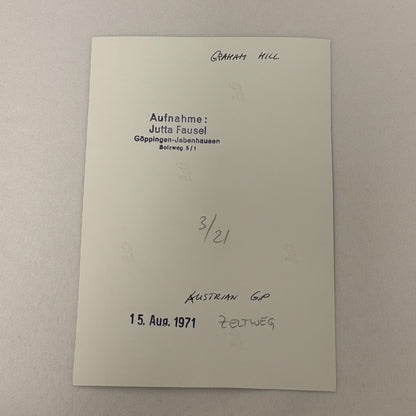 GRAHAM HILL
Aufnahme:
Jutta Fausel
Göppingen-Jebenhausen
Bolzweg 5/1
3/21
AUSTRIAN GP
15. Aug. 1971 ZELTWEG